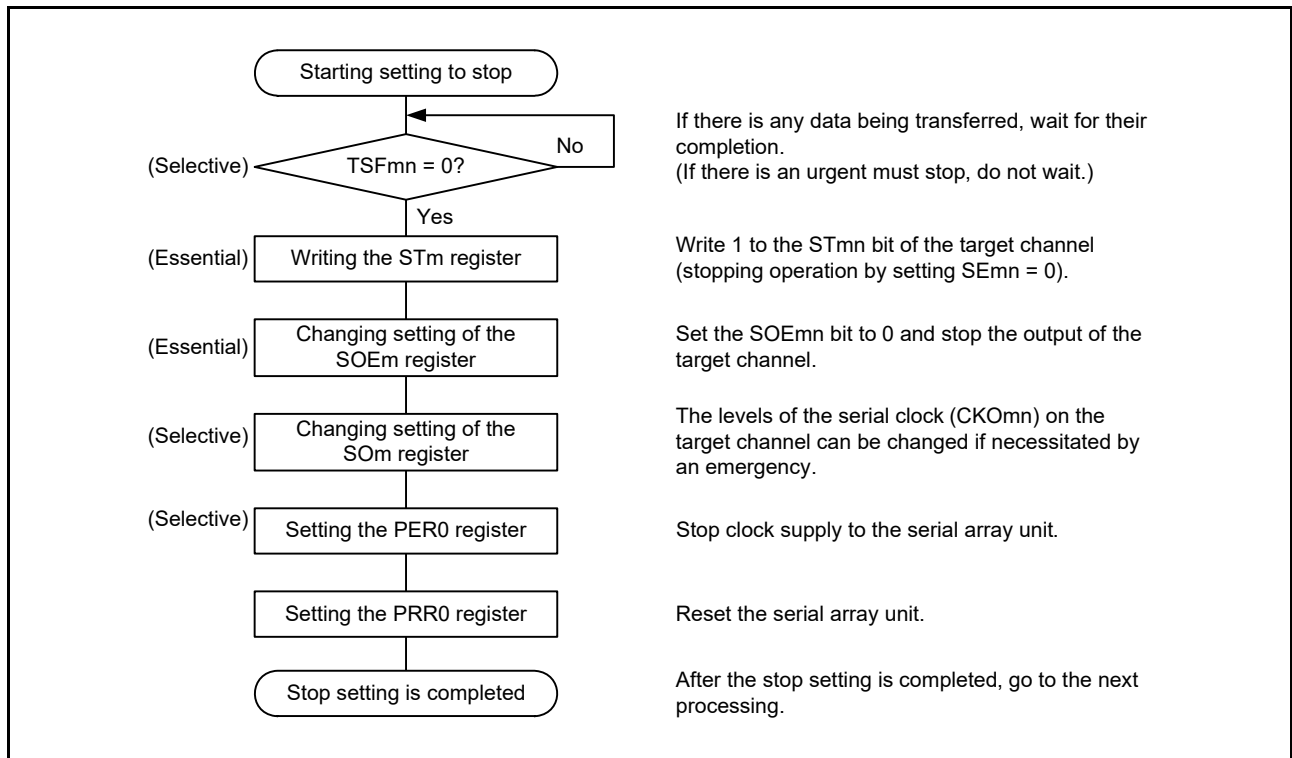 Starting setting to stop
No
(Selective)
TSFmn = 0?
If there is any data being transferred, wait for their
completion.
(If there is an urgent must stop, do not wait.)
Yes
(Essential)
Writing the STm register
Write 1 to the STmn bit of the target channel
(stopping operation by setting SEmn = 0).
(Essential)
Changing setting of the
SOEm register
Set the SOEmn bit to 0 and stop the output of the
target channel.
(Selective)
Changing setting of the
SOm register
The levels of the serial clock (CKOmn) on the
target channel can be changed if necessitated by
an emergency.
(Selective)
Setting the PER0 register
Stop clock supply to the serial array unit.
Setting the PRR0 register
Reset the serial array unit.
Stop setting is completed
After the stop setting is completed, go to the next
processing.